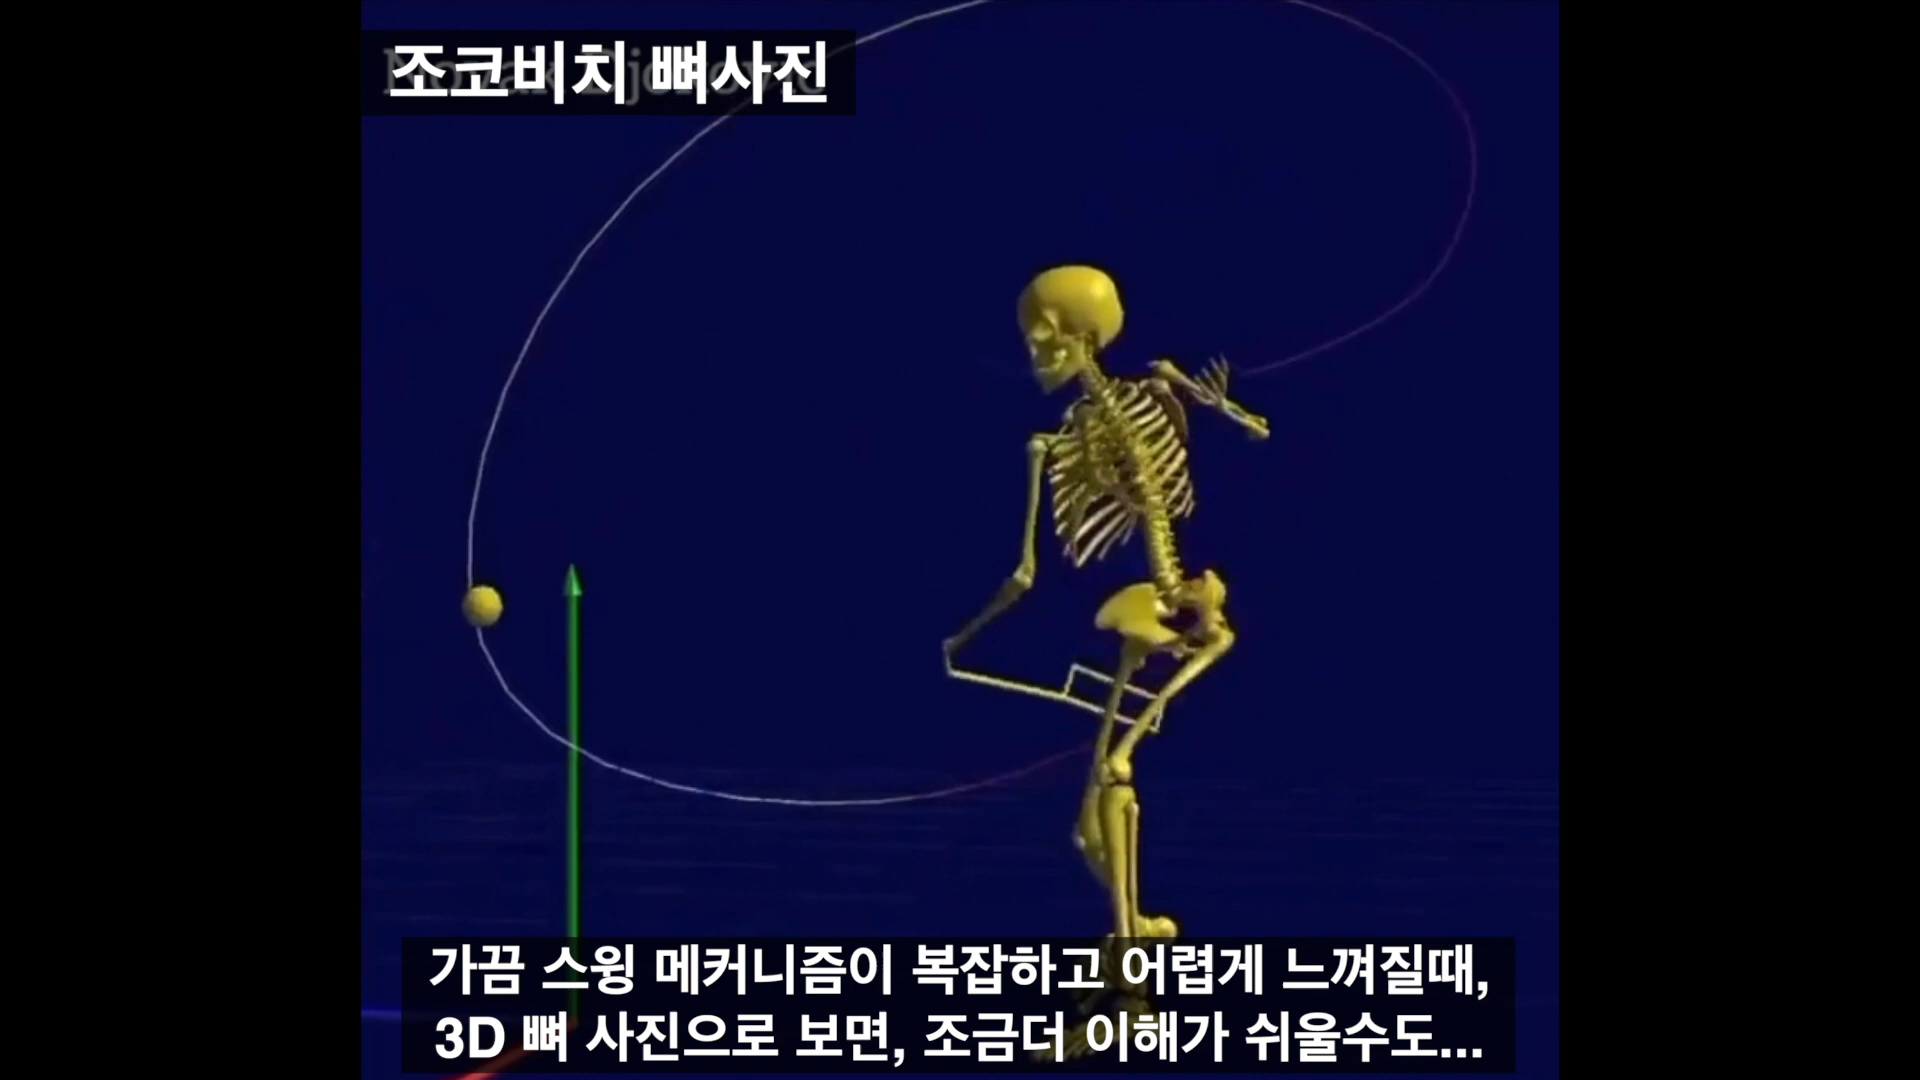 조코비치 뼈사진
가끔 스윙 메커니즘이 복잡하고 어렵게 느껴질때,
3D 뼈 사진으로 보면, 조금더 이해가 쉬울수도...